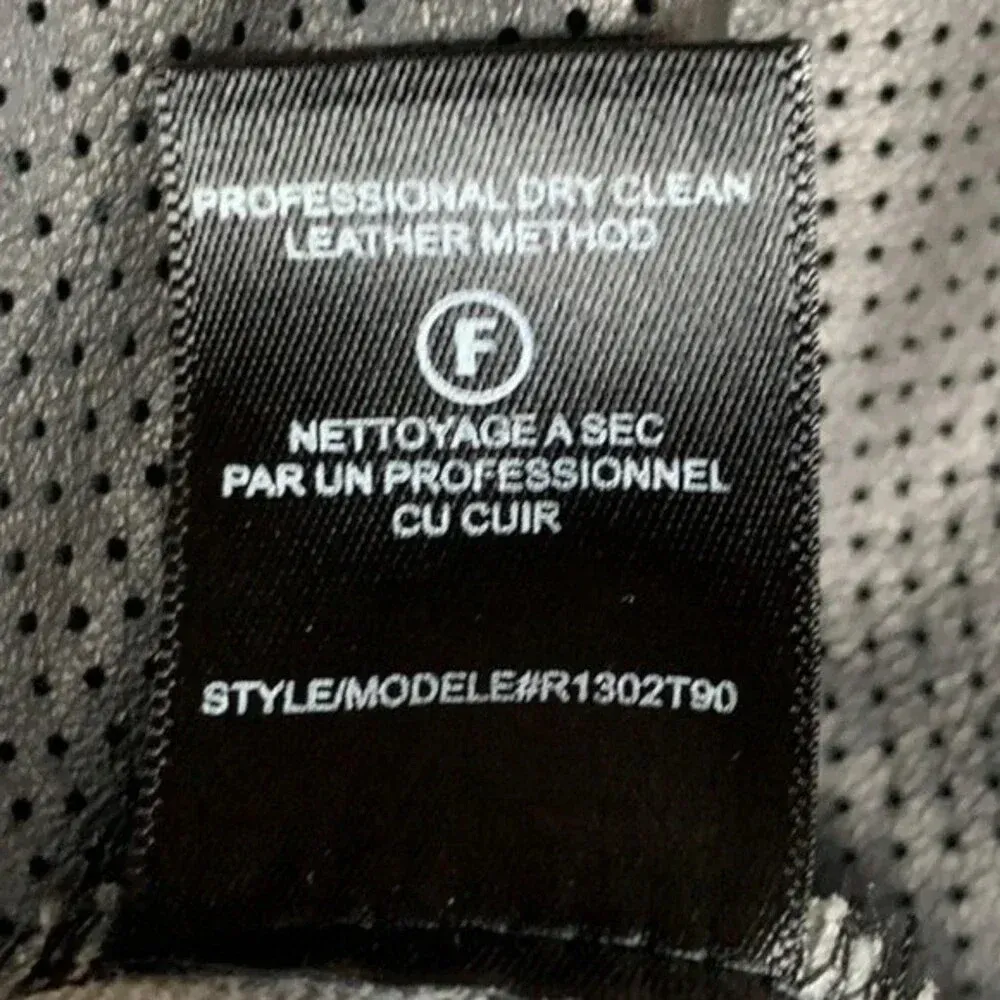 PROFESSIONAL DRY CLEAN
LEATHER METHOD
F
NETTOYAGE A SEC
PAR UN PROFESSIONNEL
CU CUIR
STYLE/MODELE#R1302T90